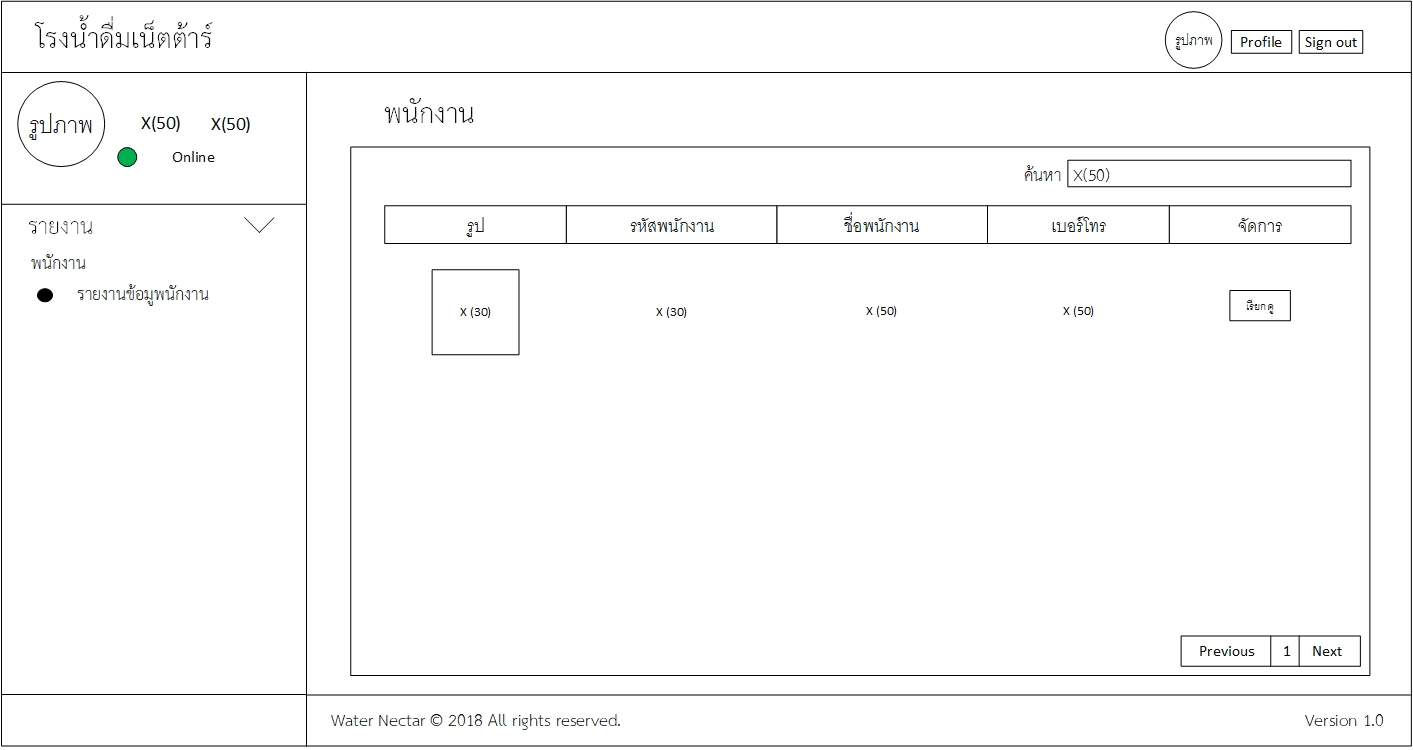 โรงน้ำดื่มเน็ตต้าร์
รูปภาพ Profile Sign out
รูปภาพ X(50) X(50)
Online
รายงาน
พนักงาน
รายงานข้อมูพนักงาน
พนักงาน
ค้นหา X(50)
รูป รหัสพนักงาน ชื่อพนักงาน เบอร์โทร จัดการ
X (30) X (30) X (50) X (50) เรียกดู
Previous 1 Next
Water Nectar © 2018 All rights reserved. Version 1.0